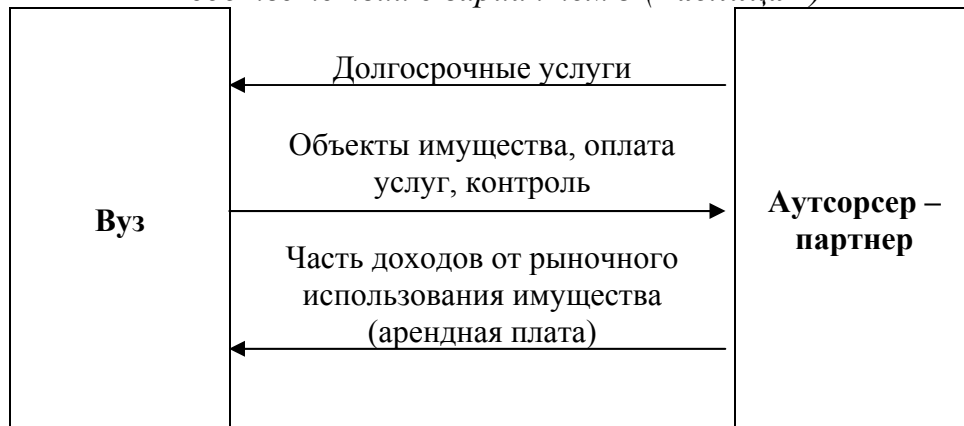 Долгосрочные услуги
Объекты имущества, оплата
услуг, контроль
Вуз
Аутсорсер –
партнер
Часть доходов от рыночного
использования имущества
(арендная плата)